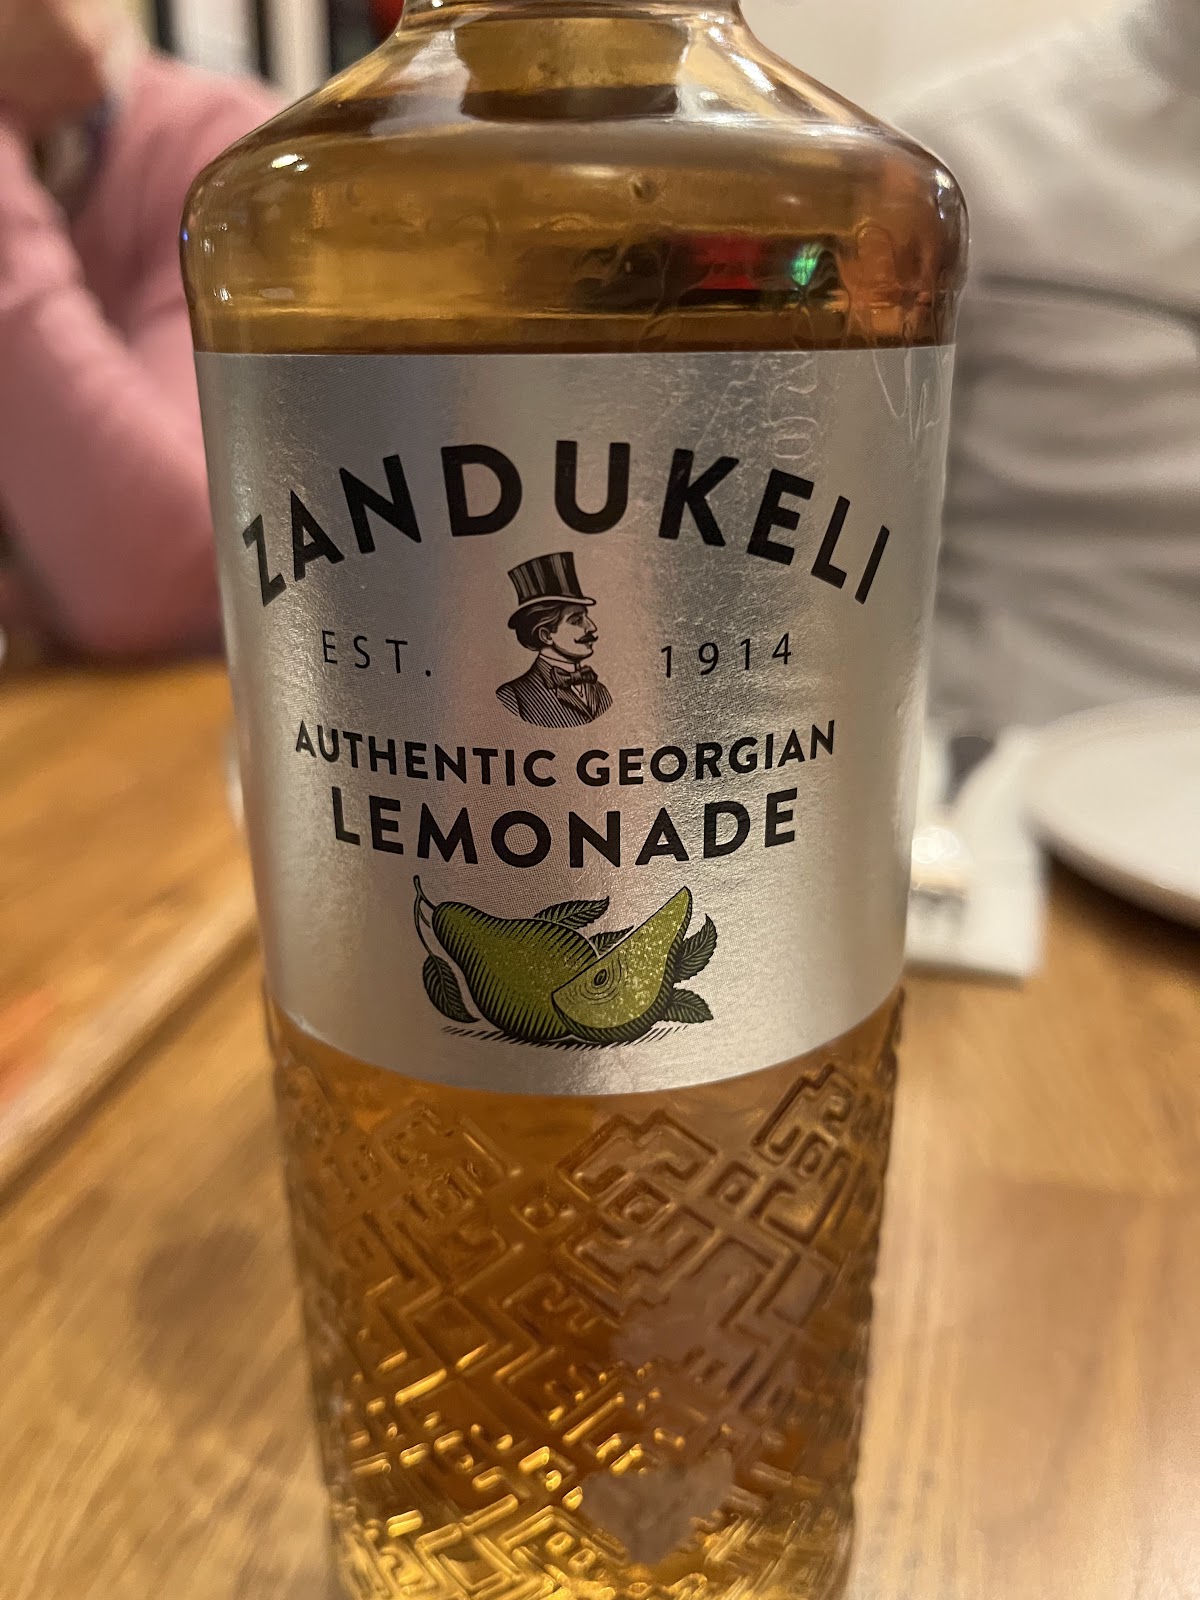 ZANDUKELI
EST. 1914
AUTHENTIC GEORGIAN
LEMONADE